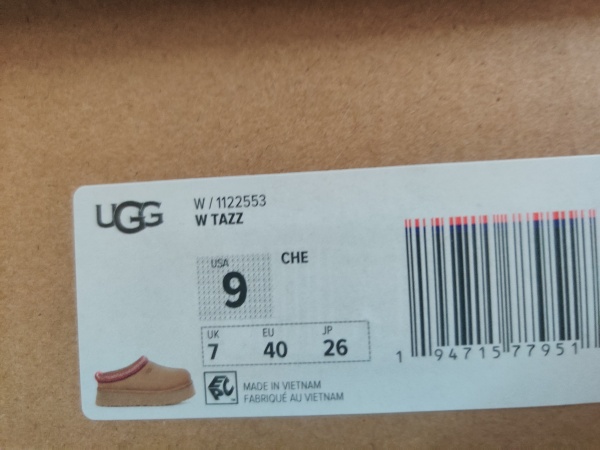 UGG
W / 1122553
W TAZZ
USA
9
CHE
UK EU JP
7 40 26
MADE IN VIETNAM
FABRIQUÉ AU VIETNAM
1 94715 77951